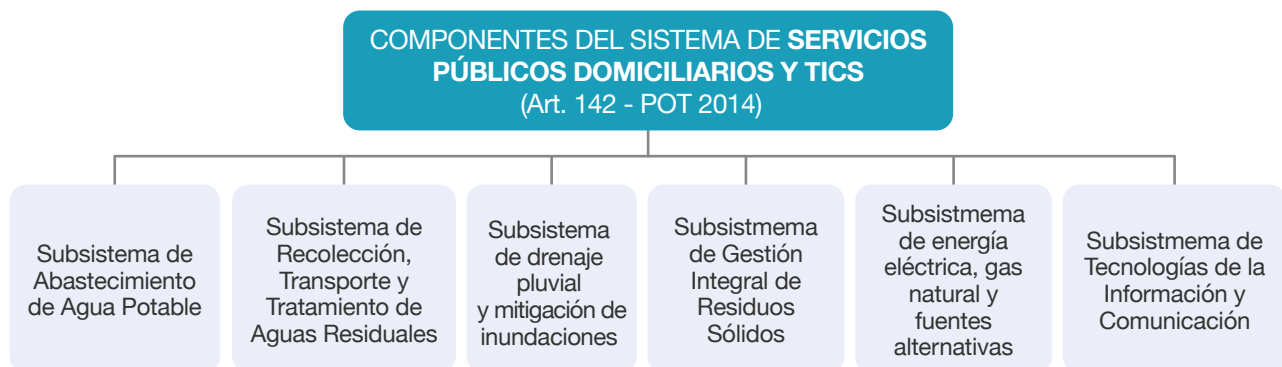 COMPONENTES DEL SISTEMA DE SERVICIOS
PÚBLICOS DOMICILIARIOS Y TICS
(Art. 142 - POT 2014)
Subsistema de
Abastecimiento
de Agua Potable
Subsistema de
Recolección,
Transporte y
Tratamiento de
Aguas Residuales
Subsistema
de drenaje
pluvial
y mitigación de
inundaciones
Subsistmema
de Gestión
Integral de
Residuos
Sólidos
Subsistmema
de energía
eléctrica, gas
natural y
fuentes
alternativas
Subsistmema de
Tecnologías de la
Información y
Comunicación